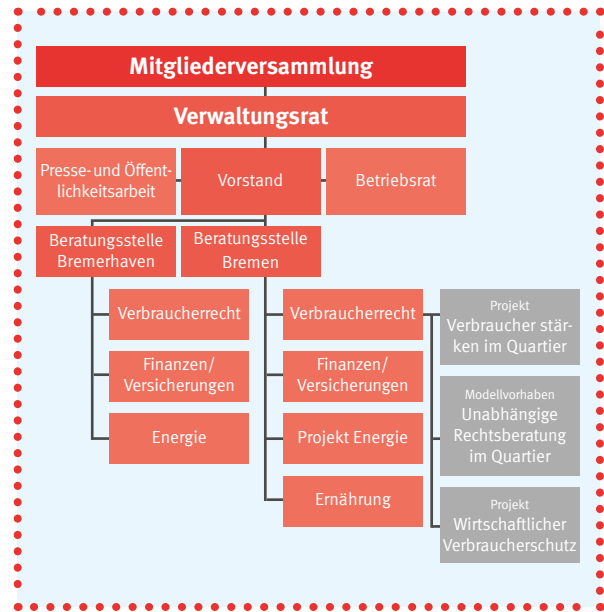 Mitgliederversammlung
Verwaltungsrat
Presse- und Öffent-
lichkeitsarbeit
Vorstand
Betriebsrat
Beratungsstelle
Bremerhaven
Beratungsstelle
Bremen
Verbraucherrecht
Finanzen/
Versicherungen
Energie
Verbraucherrecht
Finanzen/
Versicherungen
Projekt Energie
Ernährung
Projekt
Verbraucher stär-
ken im Quartier
Modellvorhaben
Unabhängige
Rechtsberatung
im Quartier
Projekt
Wirtschaftlicher
Verbraucherschutz